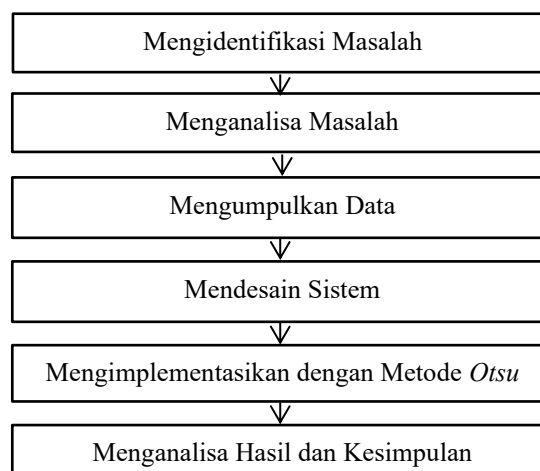 Mengidentifikasi Masalah
Menganalisa Masalah
Mengumpulkan Data
Mendesain Sistem
Mengimplementasikan dengan Metode Otsu
Menganalisa Hasil dan Kesimpulan